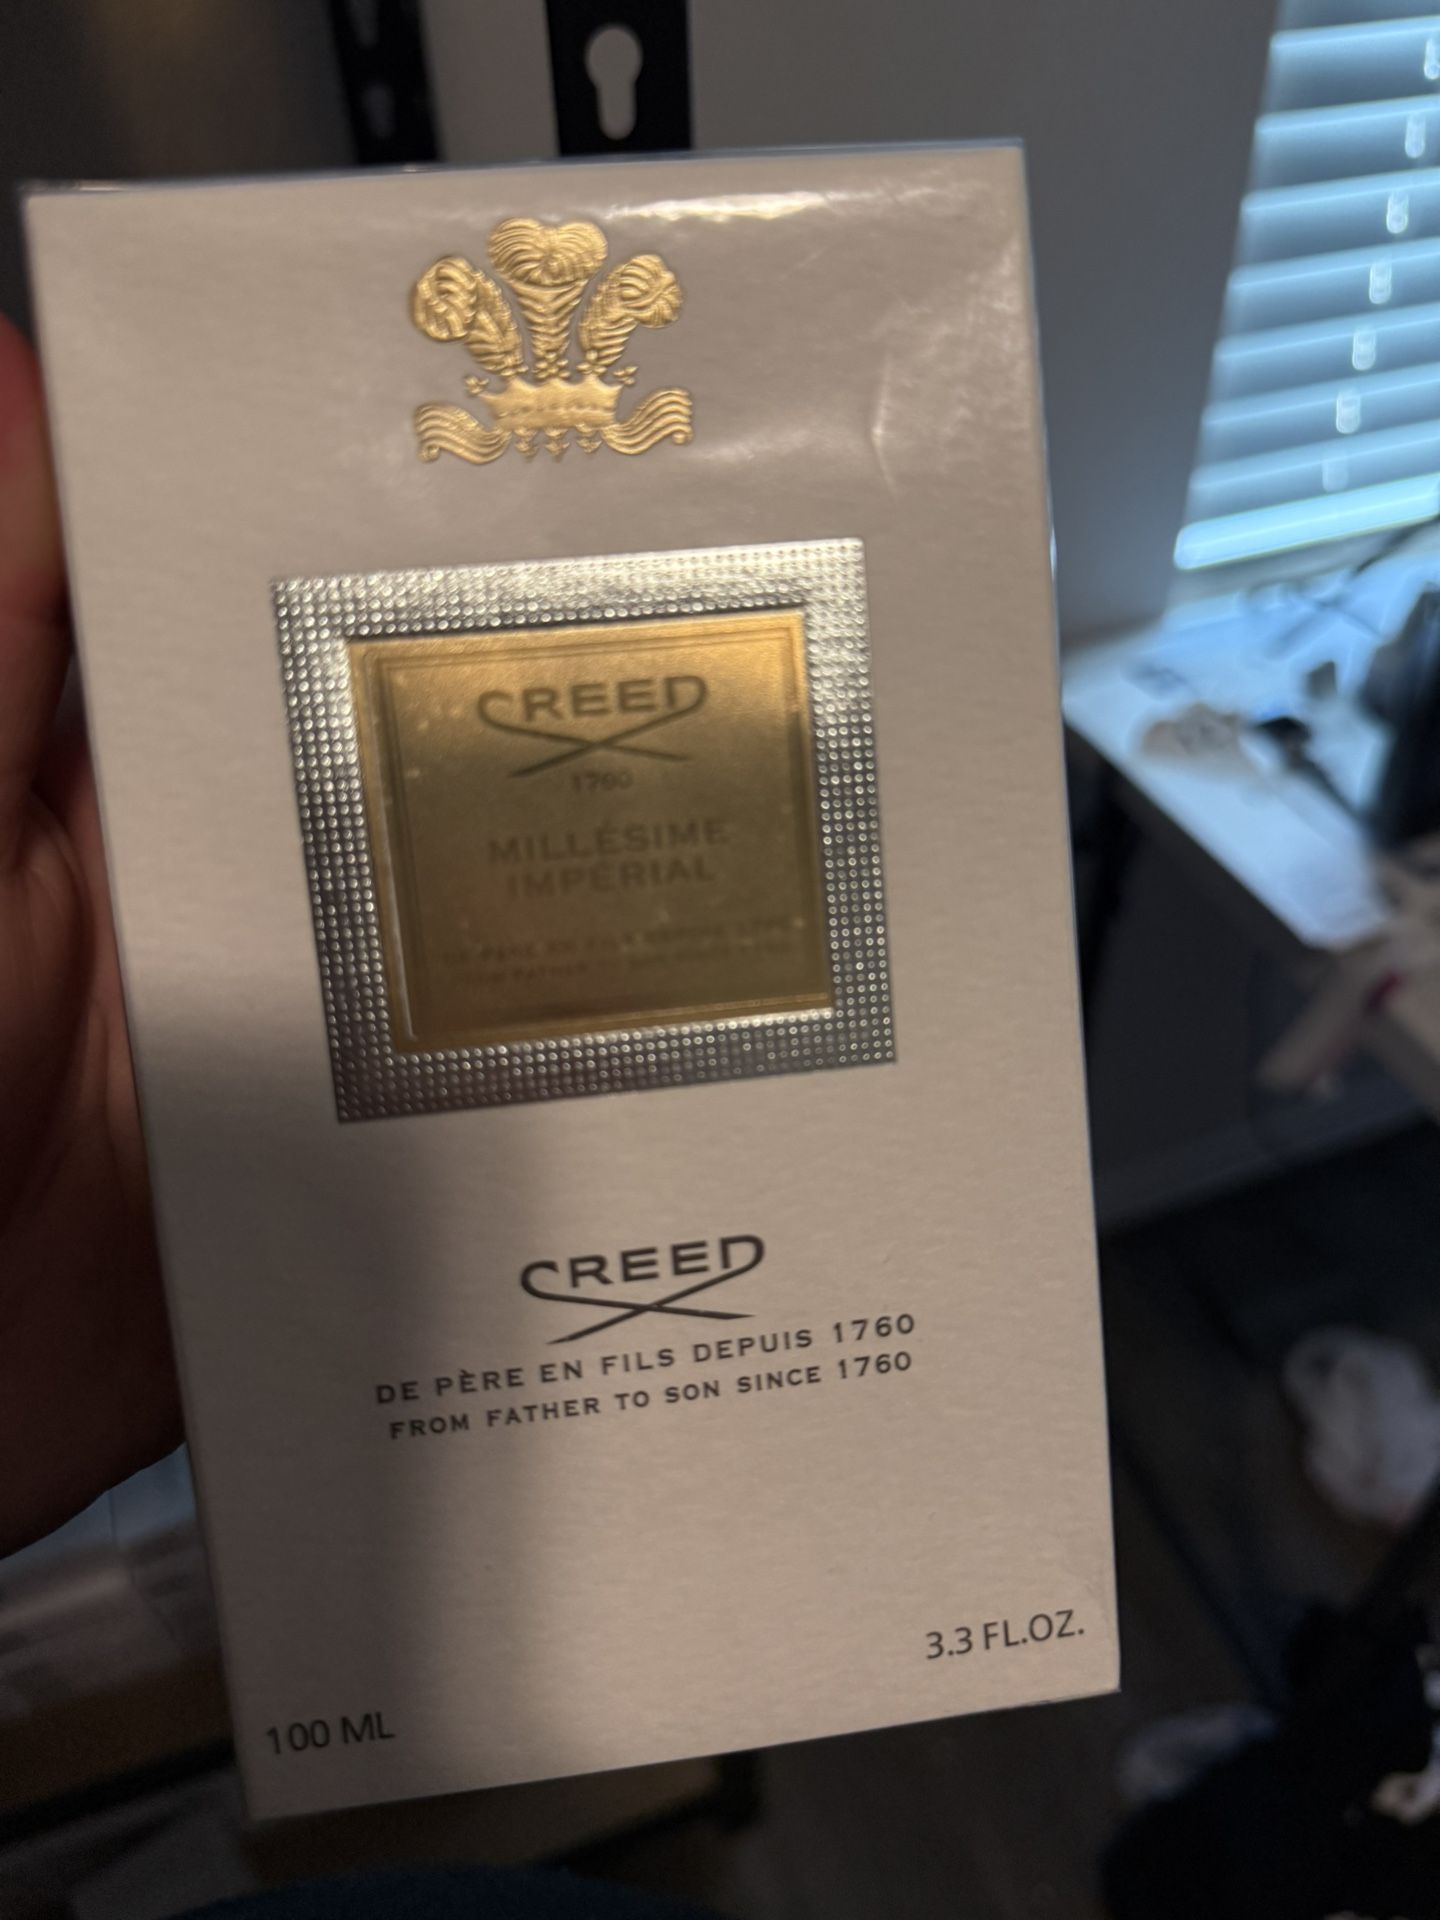 CREED
1760
MILLÉSIME
IMPÉRIAL
CREED
DE PÈRE EN FILS DEPUIS 1760
FROM FATHER TO SON SINCE 1760
3.3 FL.OZ.
100 ML